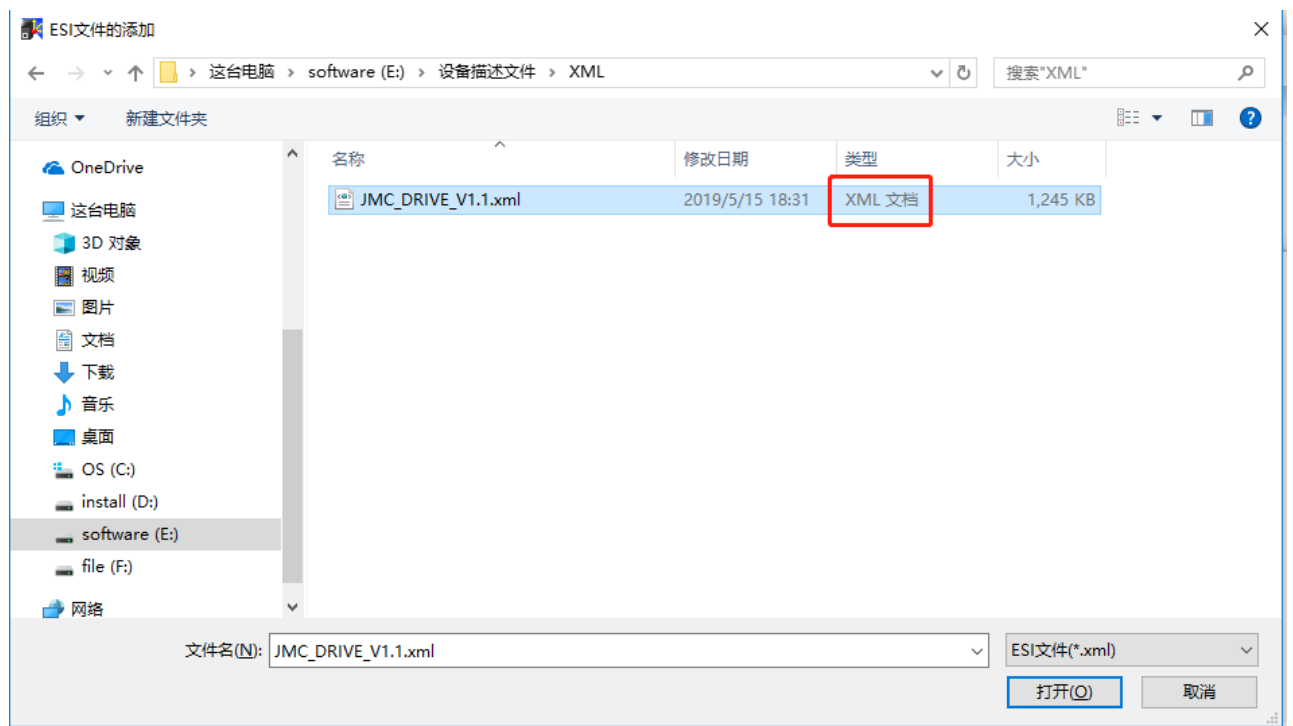 ESI文件的添加
这台电脑 › software (E:) › 设备描述文件 › XML
搜索"XML"
组织 新建文件夹
名称 修改日期 类型 大小
JMC_DRIVE_V1.1.xml 2019/5/15 18:31 XML 文档 1,245 KB
OneDrive
这台电脑
3D 对象
视频
图片
文档
下载
音乐
桌面
OS (C:)
install (D:)
software (E:)
file (F:)
网络
文件名(N): JMC_DRIVE_V1.1.xml ESI文件(*.xml)
打开(O) 取消